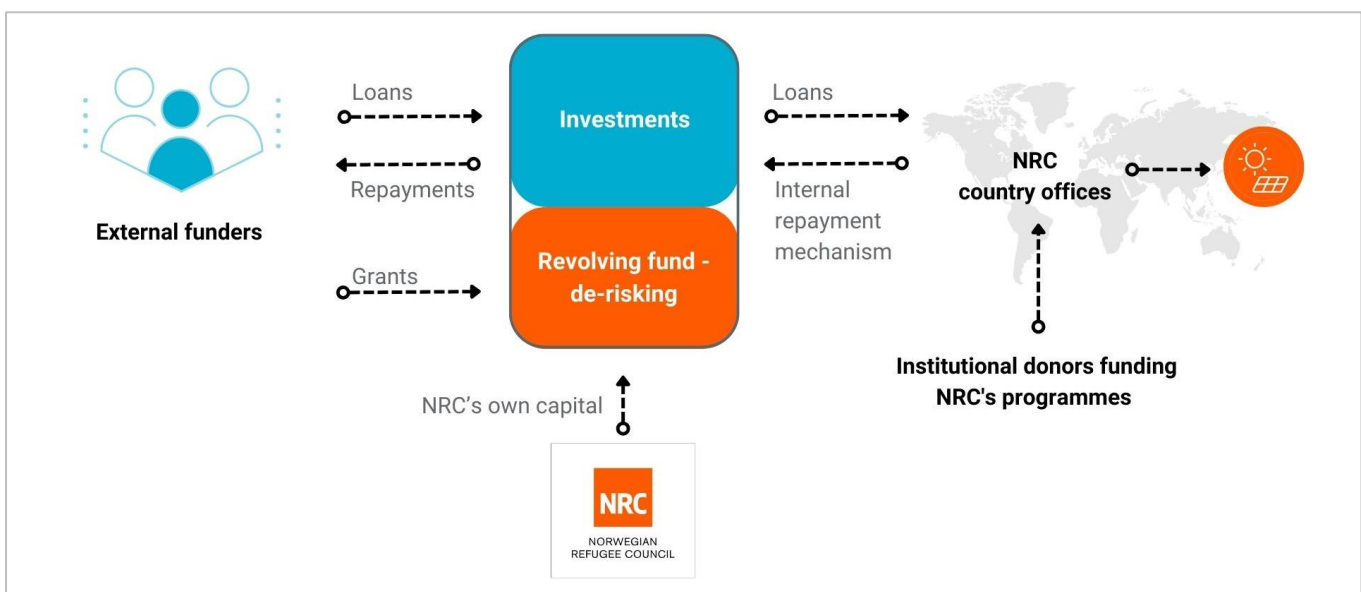 Loans
Repayments
External funders
Grants
Investments
Revolving fund -
de-risking
Loans
Internal
repayment
mechanism
NRC
country offices
Institutional donors funding
NRC's programmes
NRC’s own capital
NRC
NORWEGIAN
REFUGEE COUNCIL